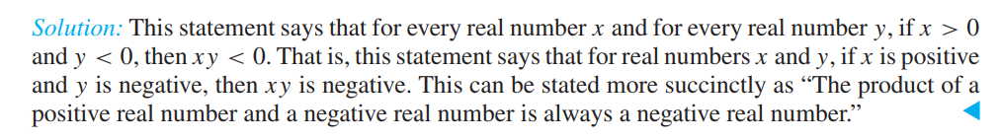 Solution: This statement says that for every real number x and for every real number y, if x > 0
and y < 0, then xy < 0. That is, this statement says that for real numbers x and y, if x is positive
and y is negative, then xy is negative. This can be stated more succinctly as “The product of a
positive real number and a negative real number is always a negative real number.”